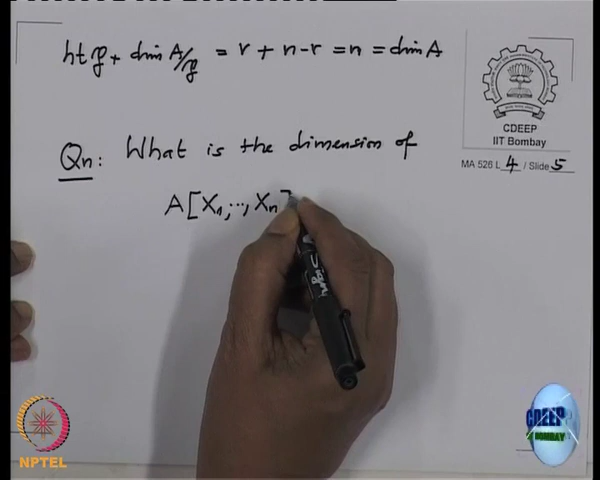 ht 𝔭 + dim A/𝔭 = r + n-r = n = dim A
CDEEP
IIT Bombay
MA 526 L 4 / Slide 5
Qn: What is the dimension of
A[X₁,..,Xₙ]
NPTEL
CDEEP
BOMBAY